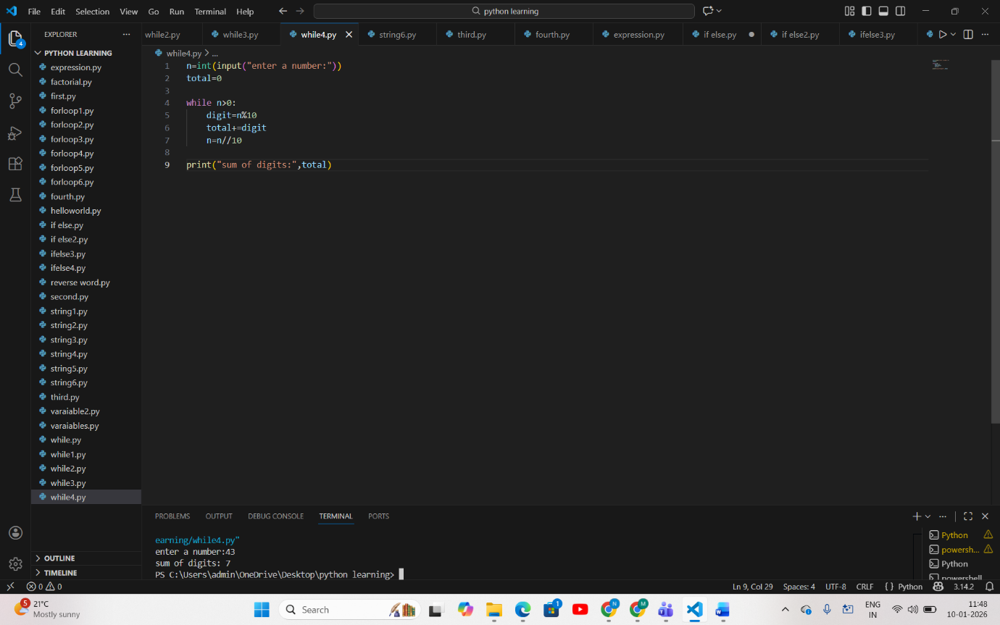 File Edit Selection View Go Run Terminal Help
python learning
4
EXPLORER
PYTHON LEARNING
expression.py
factorial.py
first.py
forloop1.py
forloop2.py
forloop3.py
forloop4.py
forloop5.py
forloop6.py
fourth.py
helloworld.py
if else.py
if else2.py
ifelse3.py
ifelse4.py
reverse word.py
second.py
string1.py
string2.py
string3.py
string4.py
string5.py
string6.py
third.py
varaiable2.py
varaiables.py
while.py
while1.py
while2.py
while3.py
while4.py
OUTLINE
TIMELINE
while2.py while3.py while4.py string6.py third.py fourth.py expression.py if else.py if else2.py ifelse3.py
while4.py > ...
1 n=int(input("enter a number:"))
2 total=0
3
4 while n>0:
5 digit=n%10
6 total+=digit
7 n=n//10
8
9 print("sum of digits:",total)
PROBLEMS OUTPUT DEBUG CONSOLE TERMINAL PORTS
earning/while4.py"
enter a number:43
sum of digits: 7
PS C:\Users\admin\OneDrive\Desktop\python learning>
Python
powersh...
Python
powershell
0 0
Ln 9, Col 29 Spaces: 4 UTF-8 CRLF { } Python 3.14.2
5
21°C
Mostly sunny
Search
1
N
M
ENG
IN
11:48
10-01-2026